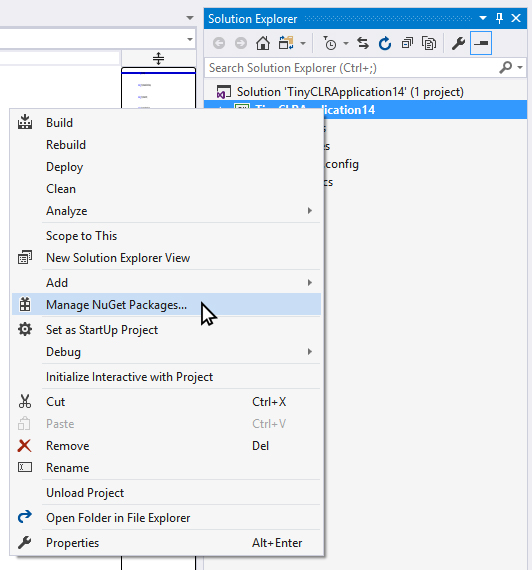 Solution Explorer
Search Solution Explorer (Ctrl+;)
Solution 'TinyCLRApplication14' (1 project)
TinyCLRApplication14
Build
Rebuild
Deploy
Clean
Analyze
Scope to This
New Solution Explorer View
Add
Manage NuGet Packages...
Set as StartUp Project
Debug
Initialize Interactive with Project
Cut Ctrl+X
Paste Ctrl+V
Remove Del
Rename
Unload Project
Open Folder in File Explorer
Properties Alt+Enter